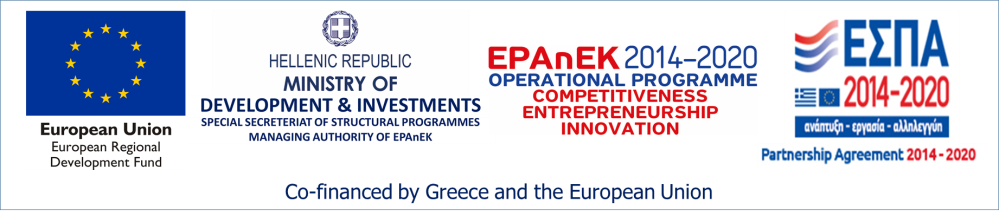 European Union
European Regional
Development Fund
HELLENIC REPUBLIC
MINISTRY OF
DEVELOPMENT & INVESTMENTS
SPECIAL SECRETERIAT OF STRUCTURAL PROGRAMMES
MANAGING AUTHORITY OF EPAnEK
EPAnEK 2014–2020
OPERATIONAL PROGRAMME
COMPETITIVENESS
ENTREPRENEURSHIP
INNOVATION
ΕΣΠΑ
2014-2020
ανάπτυξη - εργασία - αλληλεγγύη
Partnership Agreement 2014 - 2020
Co-financed by Greece and the European Union